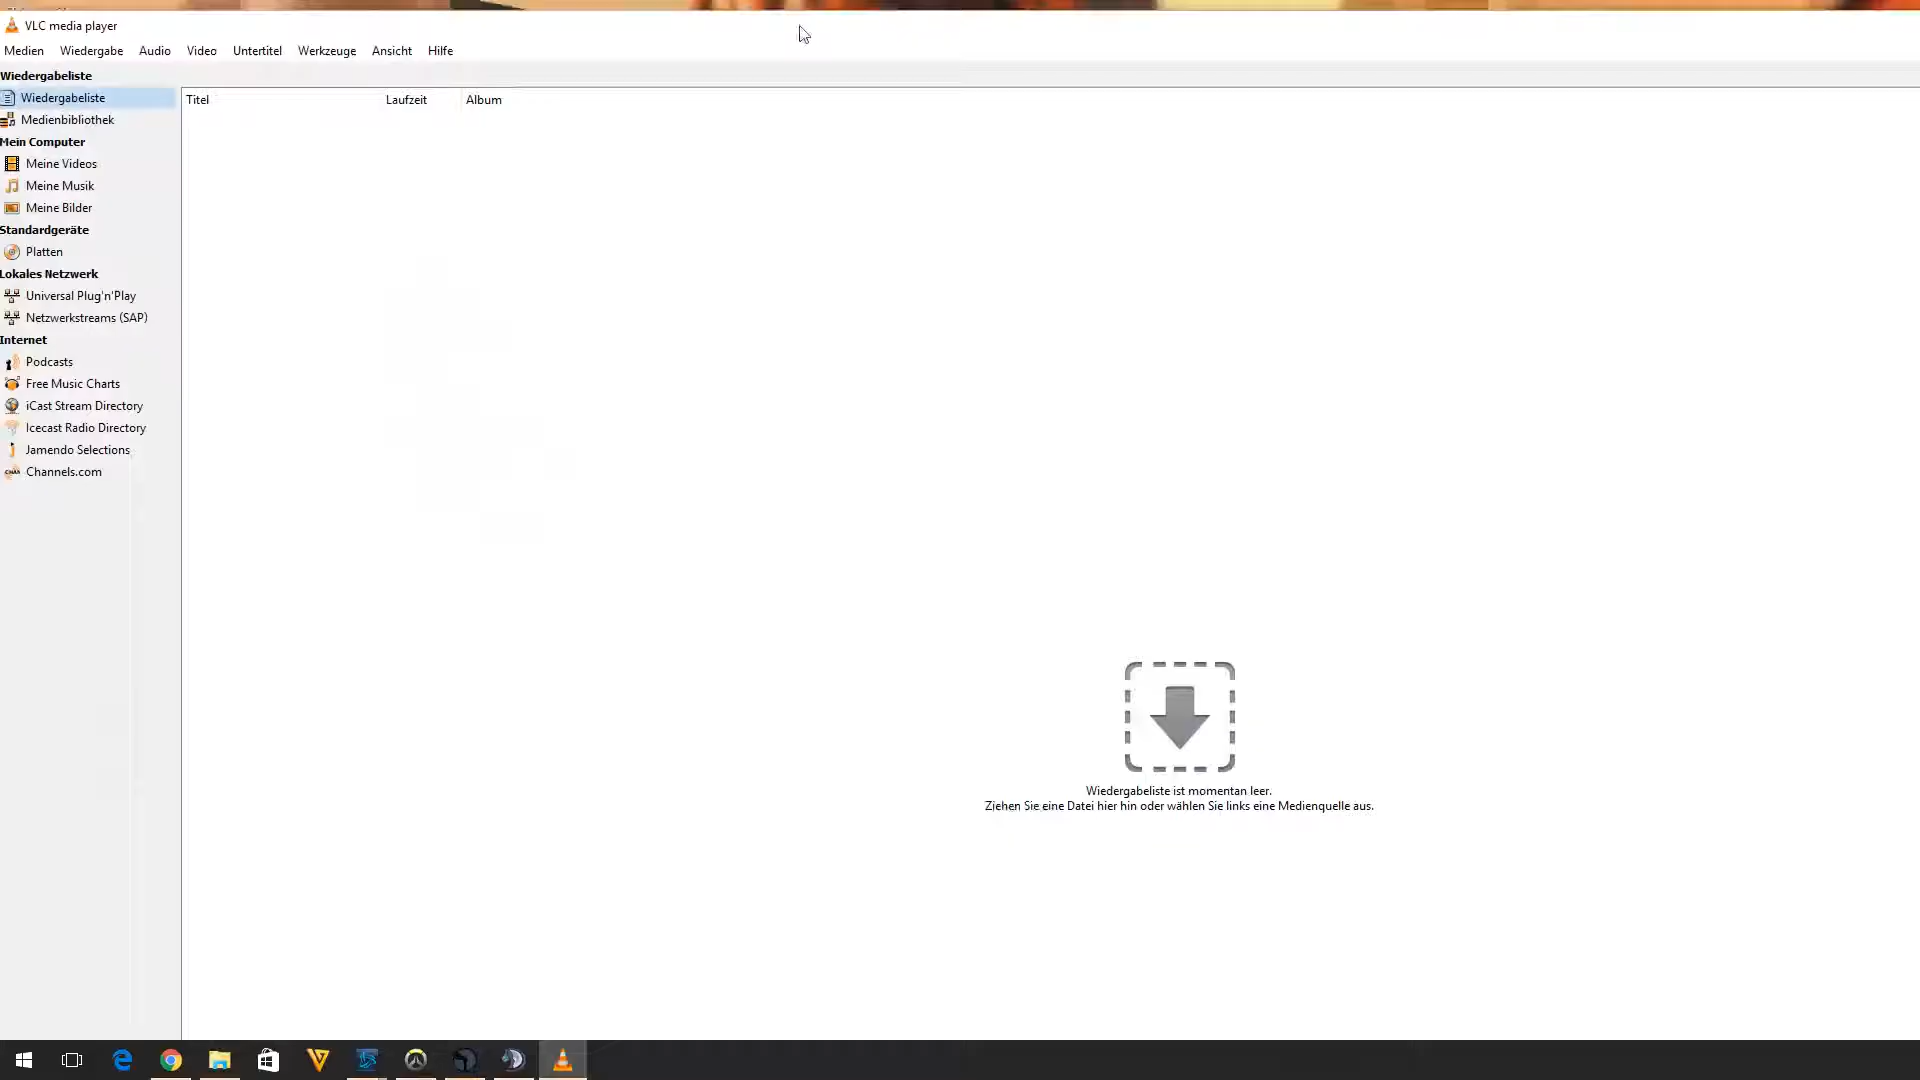 VLC media player
Medien Wiedergabe Audio Video Untertitel Werkzeuge Ansicht Hilfe
Wiedergabeliste
Wiedergabeliste
Medienbibliothek
Mein Computer
Meine Videos
Meine Musik
Meine Bilder
Standardgeräte
Platten
Lokales Netzwerk
Universal Plug'n'Play
Netzwerkstreams (SAP)
Internet
Podcasts
Free Music Charts
iCast Stream Directory
Icecast Radio Directory
Jamendo Selections
Channels.com
Titel Laufzeit Album
Wiedergabeliste ist momentan leer.
Ziehen Sie eine Datei hier hin oder wählen Sie links eine Medienquelle aus.